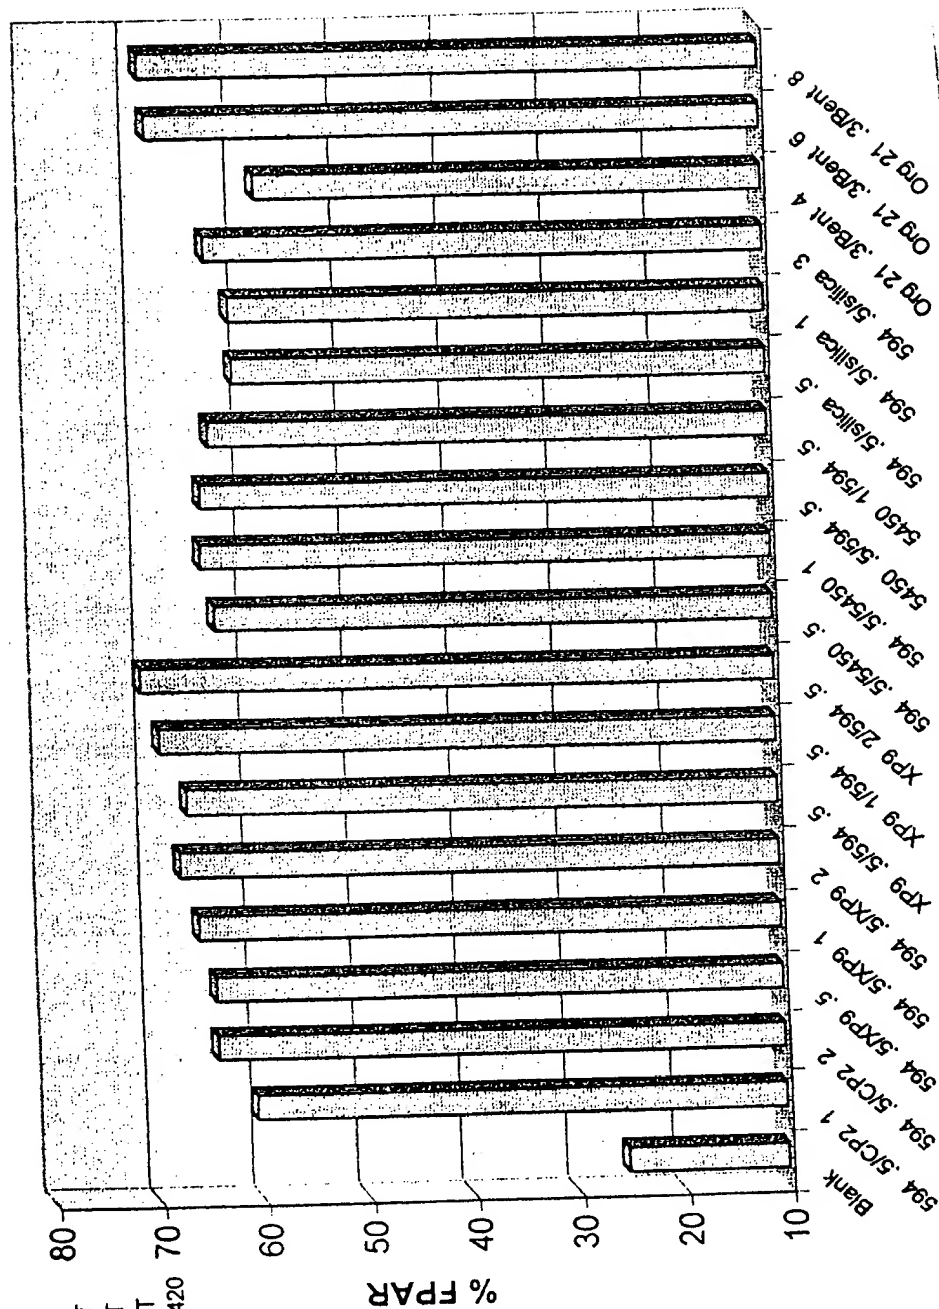 T
T
T
420
% FPAR
80
70
60
50
40
30
20
10
Blank
594 .5/CP2 1
594 .5/CP2 2
594 .5/XP9 .5
594 .5/XP9 1
594 .5/XP9 2
XP9 .5/594 .5
XP9 1/594 .5
XP9 2/594 .5
594 .5/5450 .5
594 .5/5450 1
5450 .5/594 .5
5450 1/594 .5
594 .5/silica .5
594 .5/silica 1
594 .5/silica 3
Org 21 .3/Bent 4
Org 21 .3/Bent 6
Org 21 .3/Bent 8